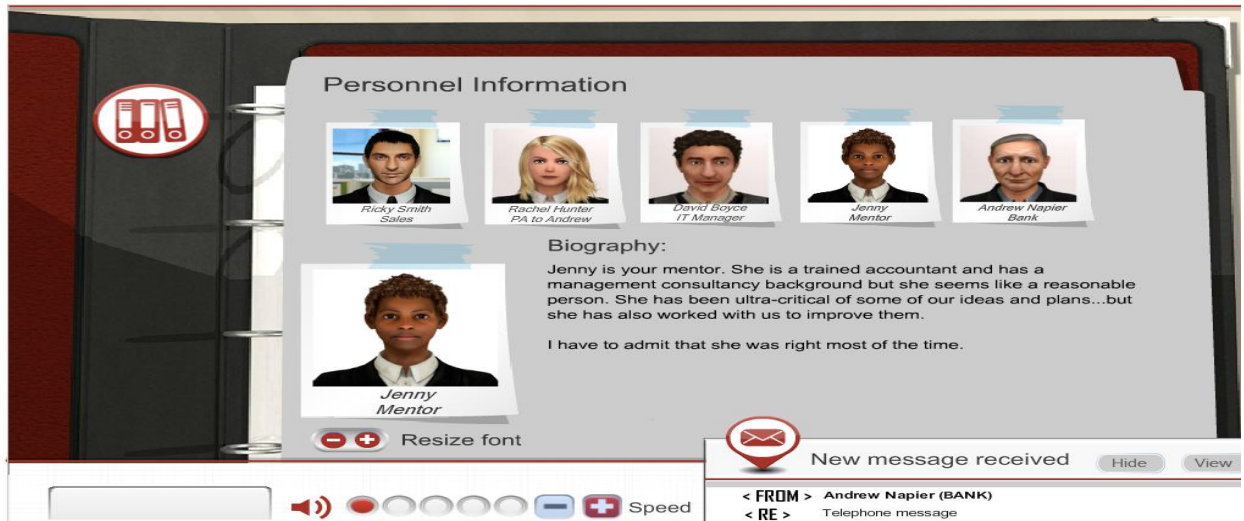 Personnel Information
Ricky Smith
Sales
Rachel Hunter
PA to Andrew
David Boyce
IT Manager
Jenny
Mentor
Andrew Napier
Bank
Jenny
Mentor
Biography:
Jenny is your mentor. She is a trained accountant and has a
management consultancy background but she seems like a reasonable
person. She has been ultra-critical of some of our ideas and plans...but
she has also worked with us to improve them.
I have to admit that she was right most of the time.
Resize font
New message received
Hide
View
Speed
< FROM > Andrew Napier (BANK)
< RE > Telephone message